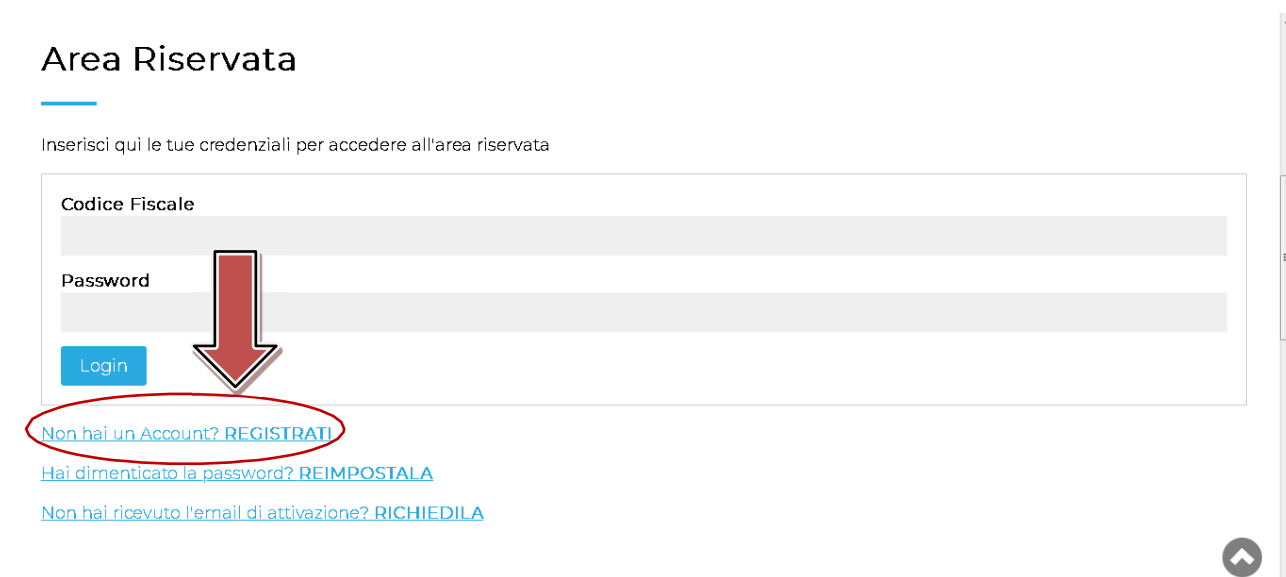 Area Riservata
Inserisci qui le tue credenziali per accedere all'area riservata
Codice Fiscale
Password
Login
Non hai un Account? REGISTRATI
Hai dimenticato la password? REIMPOSTALA
Non hai ricevuto l'email di attivazione? RICHIEDILA